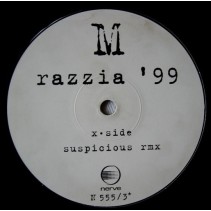 M
razzia '99
x•side
suspicious rmx
nerve
N 555/3+